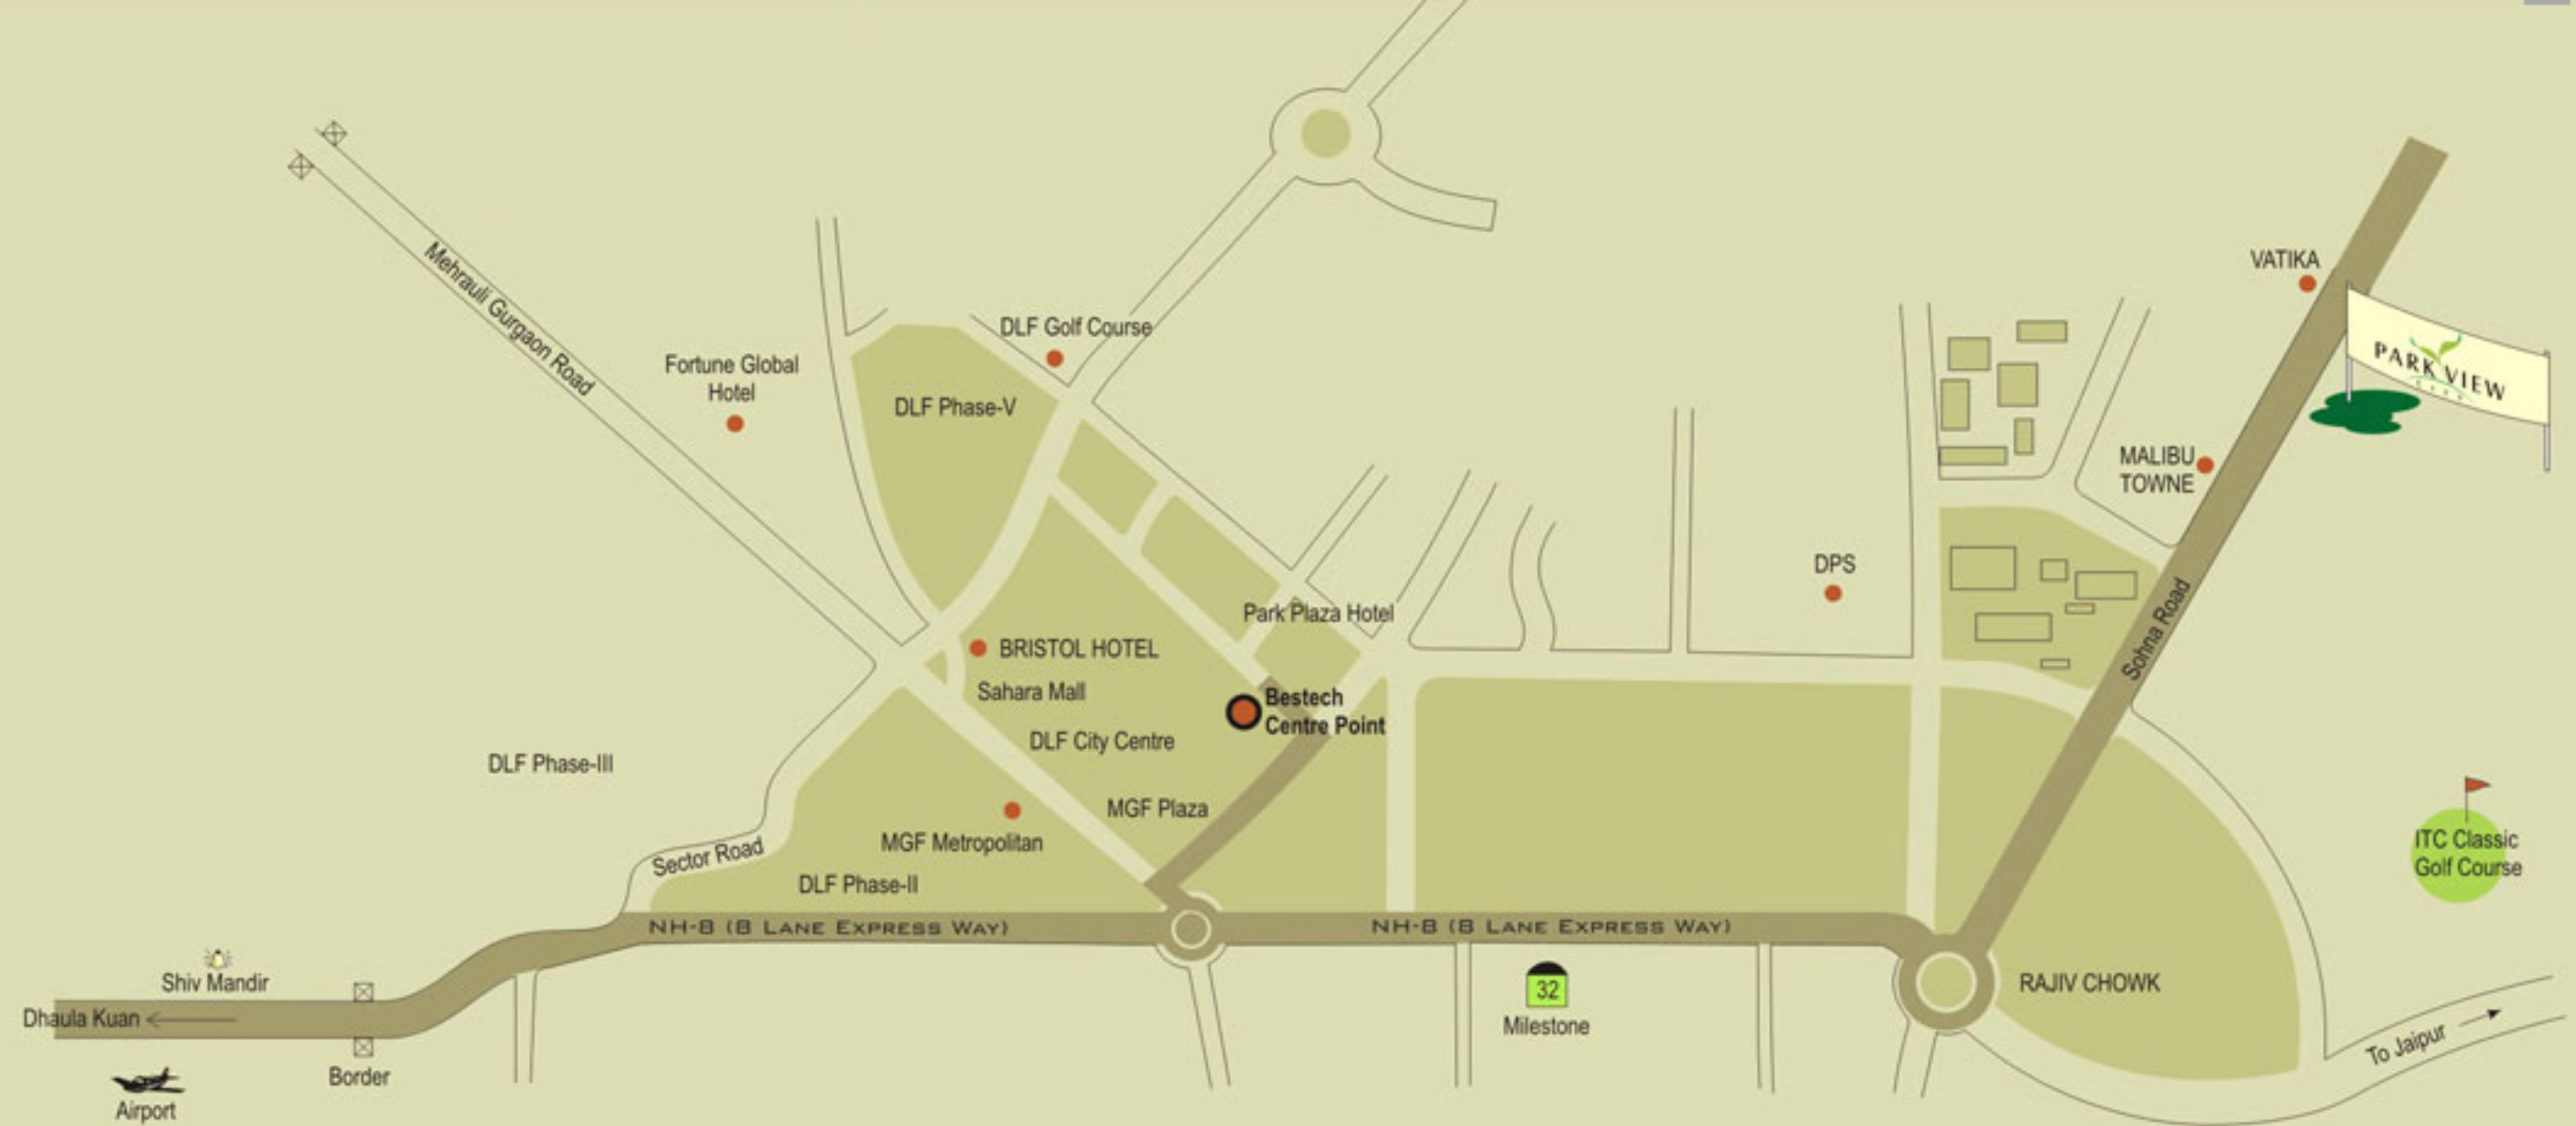 VATIKA
PARK VIEW
Mehrauli Gurgaon Road
DLF Golf Course
Fortune Global
Hotel
DLF Phase-V
MALIBU
TOWNE
DPS
Park Plaza Hotel
BRISTOL HOTEL
Sahara Mall
Sohna Road
Bestech
Centre Point
DLF City Centre
DLF Phase-III
MGF Plaza
MGF Metropolitan
Sector Road
DLF Phase-II
ITC Classic
Golf Course
NH-8 (8 Lane Express Way)
NH-8 (8 Lane Express Way)
Shiv Mandir
RAJIV CHOWK
32
Milestone
Dhaula Kuan
To Jaipur
Border
Airport